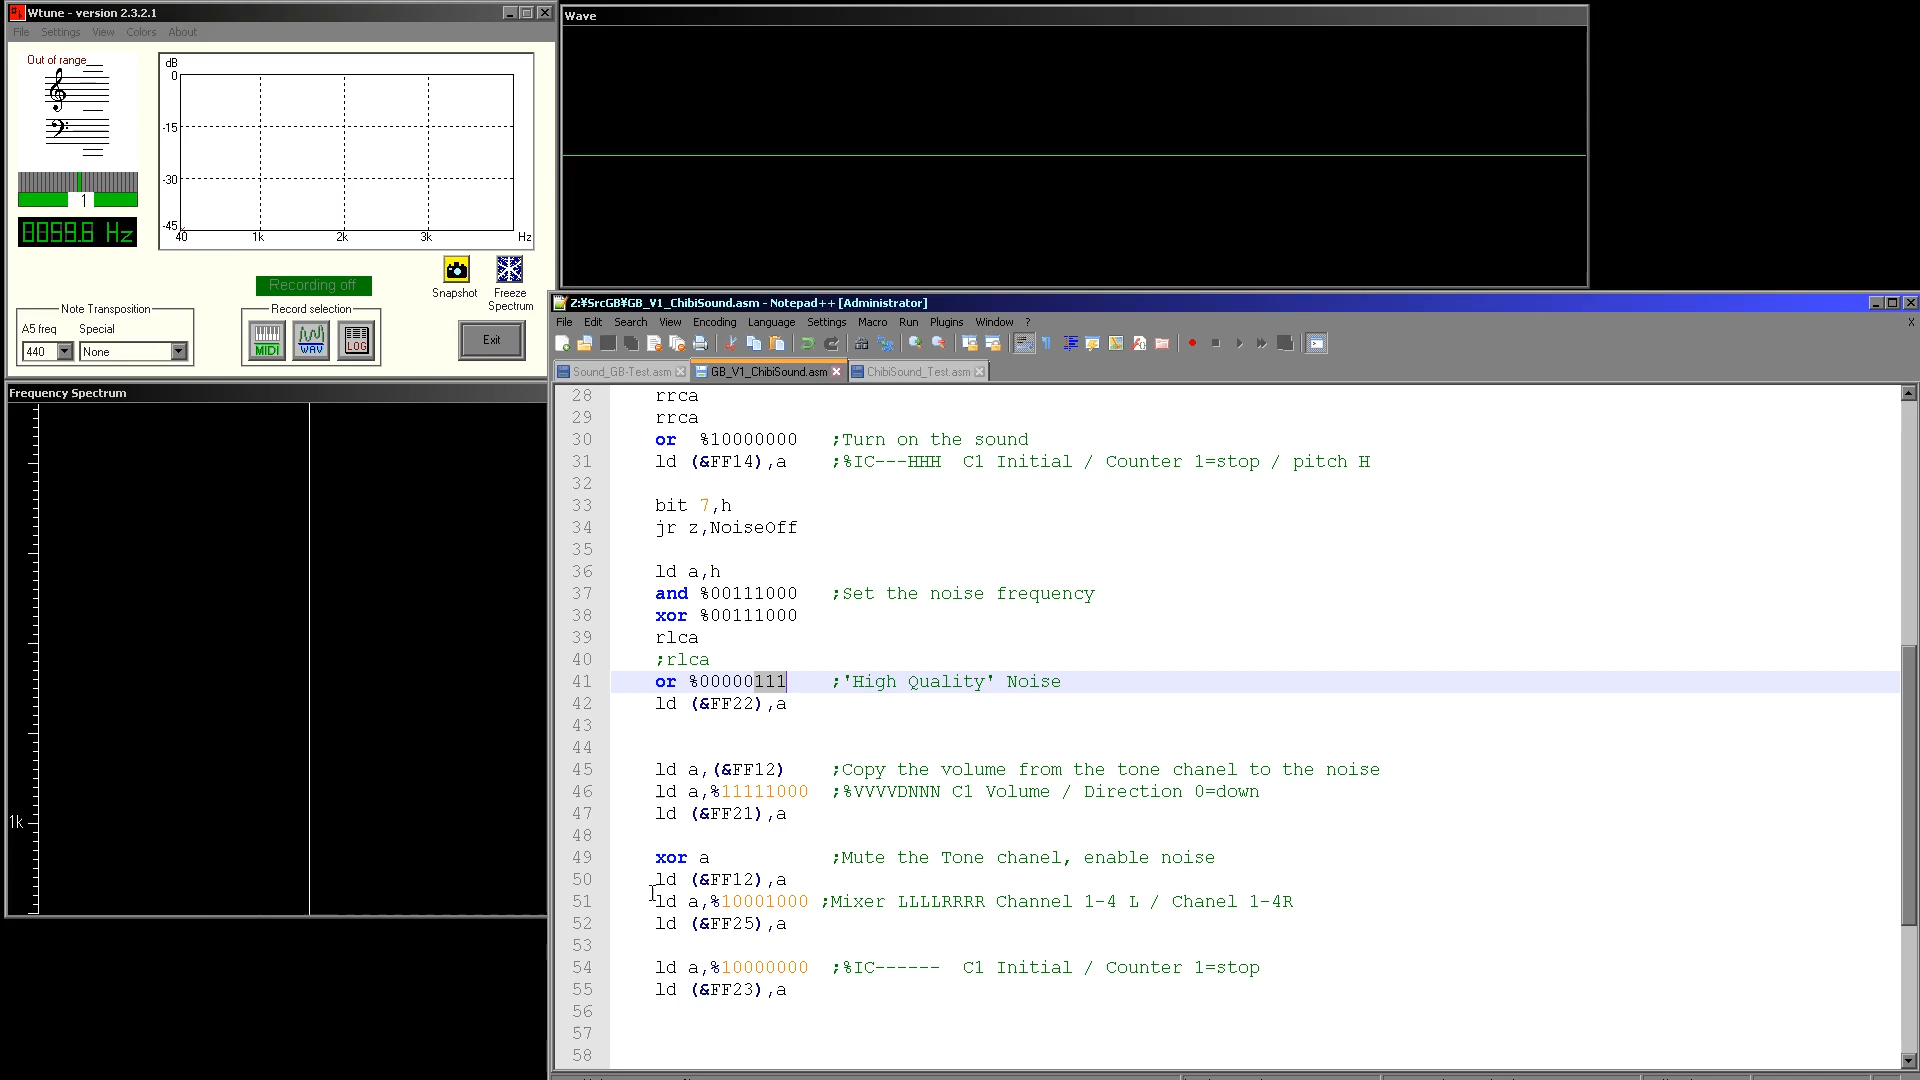 Wtune - version 2.3.2.1
File Settings View Colors About
Out of range
dB
0
-15
-30
-45
40 1k 2k 3k Hz
1
0059.6 Hz
Recording off
Snapshot
Freeze
Spectrum
Note Transposition
A5 freq Special
440 None
Record selection
MIDI WAV LOG
Exit
Frequency Spectrum
1k
Wave
Z:¥SrcGB¥GB_V1_ChibiSound.asm - Notepad++ [Administrator]
File Edit Search View Encoding Language Settings Macro Run Plugins Window ? X
Sound_GB-Test.asm GB_V1_ChibiSound.asm ChibiSound_Test.asm
28 rrca
29 rrca
30 or %10000000 ;Turn on the sound
31 ld (&FF14),a ;%IC---HHH C1 Initial / Counter 1=stop / pitch H
32
33 bit 7,h
34 jr z,NoiseOff
35
36 ld a,h
37 and %00111000 ;Set the noise frequency
38 xor %00111000
39 rlca
40 ;rlca
41 or %00000111 ;'High Quality' Noise
42 ld (&FF22),a
43
44
45 ld a,(&FF12) ;Copy the volume from the tone chanel to the noise
46 ld a,%11111000 ;%VVVVDNNN C1 Volume / Direction 0=down
47 ld (&FF21),a
48
49 xor a ;Mute the Tone chanel, enable noise
50 ld (&FF12),a
51 ld a,%10001000 ;Mixer LLLLRRRR Channel 1-4 L / Chanel 1-4R
52 ld (&FF25),a
53
54 ld a,%10000000 ;%IC------ C1 Initial / Counter 1=stop
55 ld (&FF23),a
56
57
58